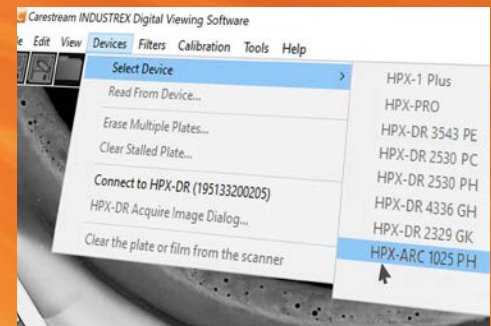 Carestream INDUSTREX Digital Viewing Software
Edit View Devices Filters Calibration Tools Help
Select Device >
Read From Device...
Erase Multiple Plates...
Clear Stalled Plate...
Connect to HPX-DR (195133200205)
HPX-DR Acquire Image Dialog...
Clear the plate or film from the scanner
HPX-1 Plus
HPX-PRO
HPX-DR 3543 PE
HPX-DR 2530 PC
HPX-DR 2530 PH
HPX-DR 4336 GH
HPX-DR 2329 GK
HPX-ARC 1025 PH